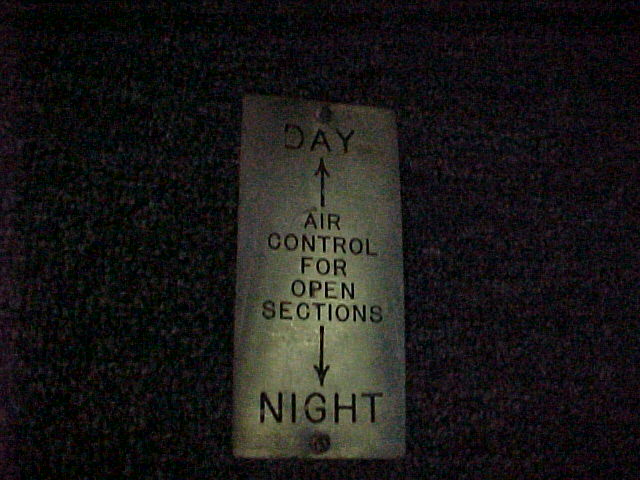 DAY
AIR
CONTROL
FOR
OPEN
SECTIONS
NIGHT